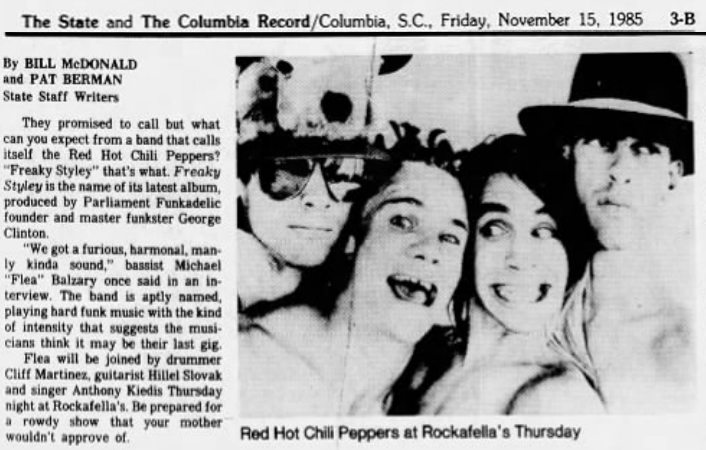 The State and The Columbia Record/Columbia, S.C., Friday, November 15, 1985 3-B
By BILL McDONALD
and PAT BERMAN
State Staff Writers
They promised to call but what
can you expect from a band that calls
itself the Red Hot Chili Peppers?
"Freaky Styley" that's what. Freaky
Styley is the name of its latest album,
produced by Parliament Funkadelic
founder and master funkster George
Clinton.
"We got a furious, harmonal, man-
ly kinda sound," bassist Michael
"Flea" Balzary once said in an in-
terview. The band is aptly named,
playing hard funk music with the kind
of intensity that suggests the musi-
cians think it may be their last gig.
Flea will be joined by drummer
Cliff Martinez, guitarist Hillel Slovak
and singer Anthony Kiedis Thursday
night at Rockafella's. Be prepared for
a rowdy show that your mother
wouldn't approve of.
Red Hot Chili Peppers at Rockafella's Thursday